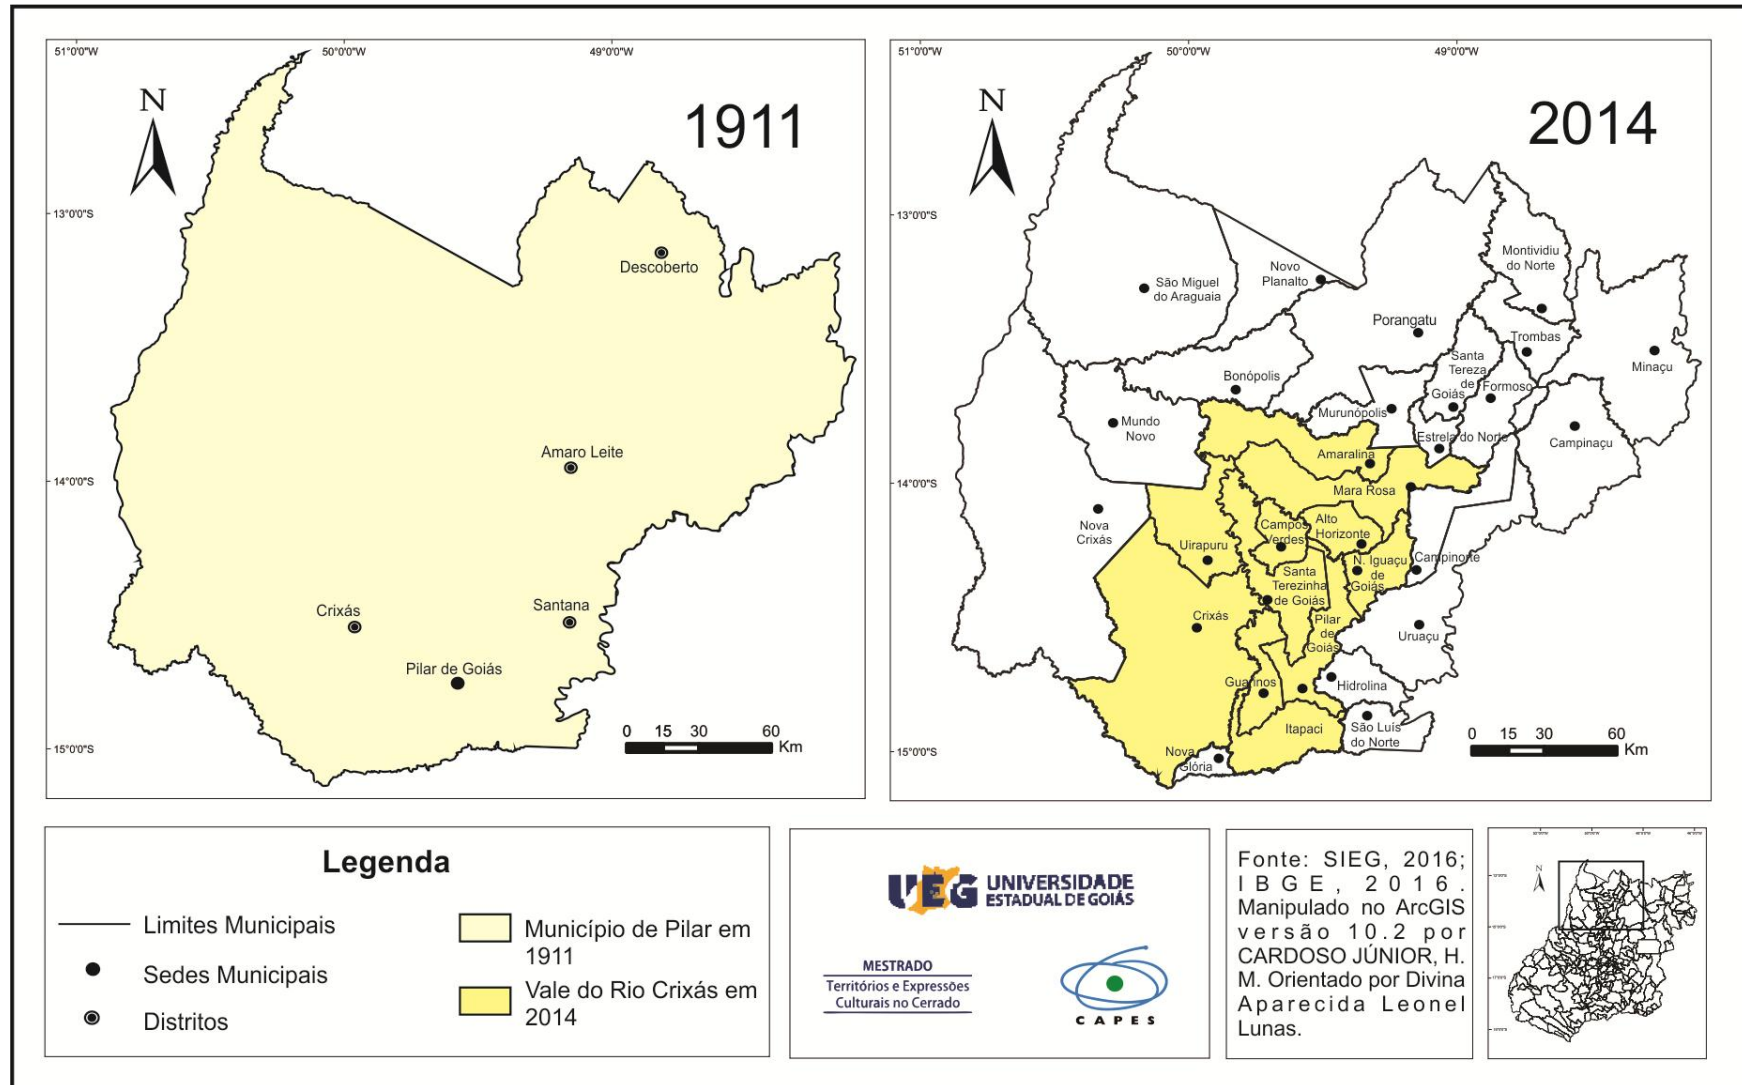 51°0'0"W
50°0'0"W
49°0'0"W
N
1911
13°0'0"S
Descoberto
Amaro Leite
14°0'0"S
Crixás
Santana
Pilar de Goiás
15°0'0"S
0 15 30 60
Km
51°0'0"W
50°0'0"W
49°0'0"W
N
2014
13°0'0"S
Montividiu
do Norte
Novo
Planalto
São Miguel
do Araguaia
Porangatu
Trombas
Santa
Tereza
de
Goiás
Minaçu
Formoso
Bonópolis
Murunópolis
Mundo
Novo
Estrela do Norte
Campinaçu
Amaralina
14°0'0"S
Mara Rosa
Nova
Crixás
Campos
Verdes
Alto
Horizonte
Uirapuru
Campinorte
N. Iguaçu
de
Goiás
Santa
Terezinha
de Goiás
Crixás
Pilar
de
Goiás
Uruaçu
Guarinos
Hidrolina
Itapaci
São Luís
do Norte
15°0'0"S
Nova
Glória
0 15 30 60
Km
Legenda
Limites Municipais
Sedes Municipais
Distritos
Município de Pilar em
1911
Vale do Rio Crixás em
2014
UEG UNIVERSIDADE
ESTADUAL DE GOIÁS
MESTRADO
Territórios e Expressões
Culturais no Cerrado
CAPES
Fonte: SIEG, 2016;
IBGE, 2016.
Manipulado no ArcGIS
versão 10.2 por
CARDOSO JÚNIOR, H.
M. Orientado por Divina
Aparecida Leonel
Lunas.
N